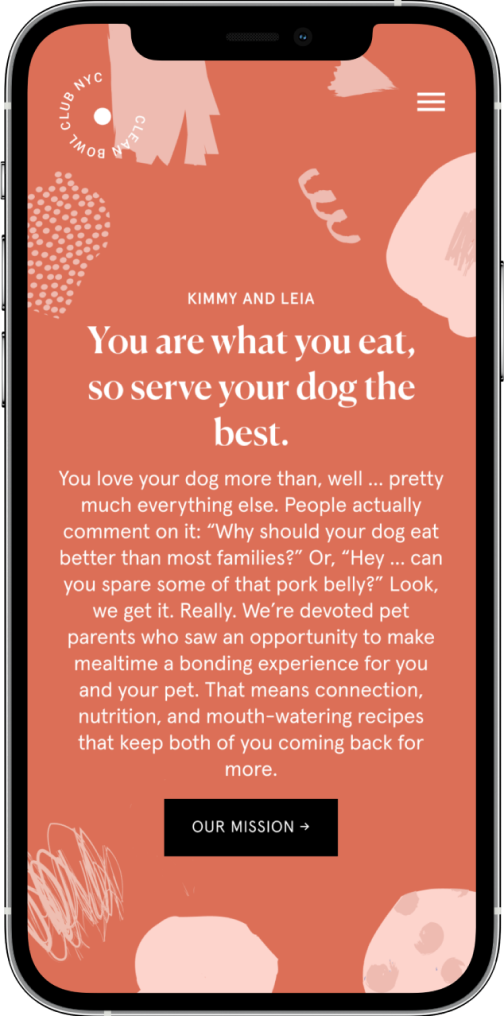 CLEAN BOWL CLUB NYC
KIMMY AND LEIA
You are what you eat,
so serve your dog the
best.
You love your dog more than, well ... pretty
much everything else. People actually
comment on it: “Why should your dog eat
better than most families?” Or, “Hey ... can
you spare some of that pork belly?” Look,
we get it. Really. We’re devoted pet
parents who saw an opportunity to make
mealtime a bonding experience for you
and your pet. That means connection,
nutrition, and mouth-watering recipes
that keep both of you coming back for
more.
OUR MISSION →